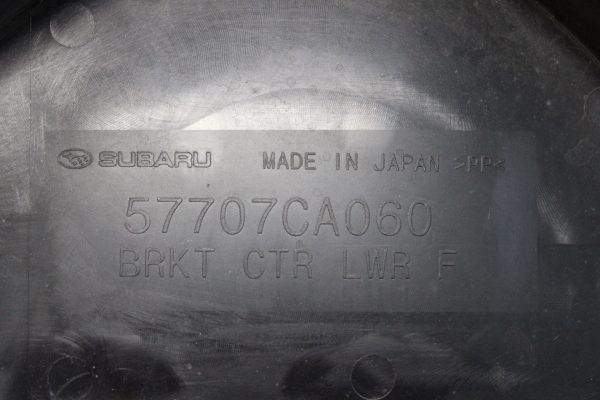 SUBARU MADE IN JAPAN >PP<
57707CA060
BRKT CTR LWR F